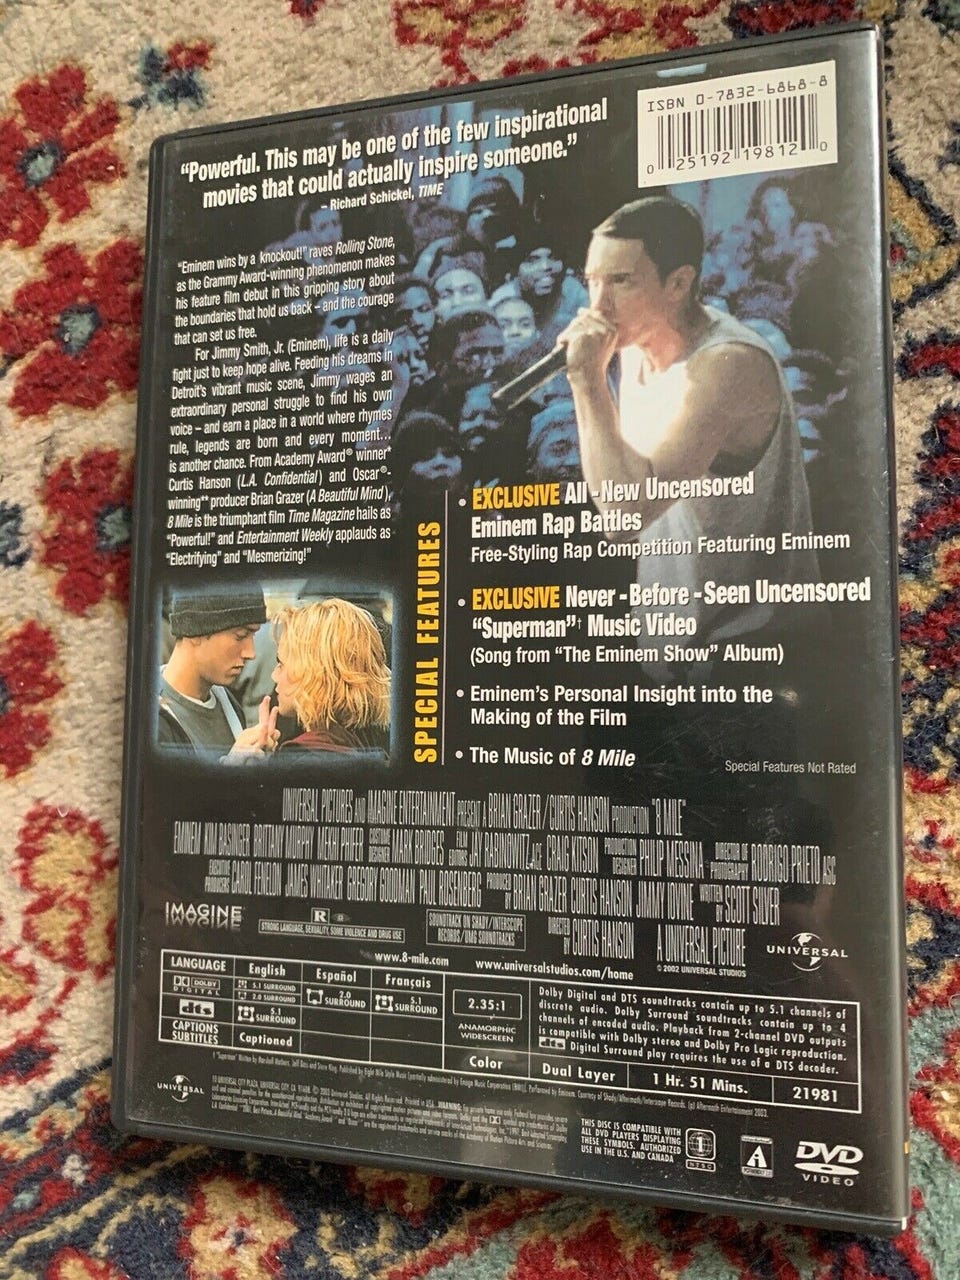 ISBN 0-7832-6868-8
0 25192 19812 0
“Powerful. This may be one of the few inspirational
movies that could actually inspire someone.”
– Richard Schickel, TIME
“Eminem wins by a knockout!” raves Rolling Stone,
as the Grammy Award-winning phenomenon makes
his feature film debut in this gripping story about
the boundaries that hold us back – and the courage
that can set us free.
For Jimmy Smith, Jr. (Eminem), life is a daily
fight just to keep hope alive. Feeding his dreams in
Detroit's vibrant music scene, Jimmy wages an
extraordinary personal struggle to find his own
voice – and earn a place in a world where rhymes
rule, legends are born and every moment...
is another chance. From Academy Award® winner*
Curtis Hanson (L.A. Confidential) and Oscar®-
winning** producer Brian Grazer (A Beautiful Mind),
8 Mile is the triumphant film Time Magazine hails as
“Powerful!” and Entertainment Weekly applauds as
“Electrifying” and “Mesmerizing!”
SPECIAL FEATURES
• EXCLUSIVE All-New Uncensored
Eminem Rap Battles
Free-Styling Rap Competition Featuring Eminem
• EXCLUSIVE Never-Before-Seen Uncensored
“Superman”† Music Video
(Song from “The Eminem Show” Album)
• Eminem's Personal Insight into the
Making of the Film
• The Music of 8 Mile
Special Features Not Rated
UNIVERSAL PICTURES AND IMAGINE ENTERTAINMENT PRESENT A BRIAN GRAZER / CURTIS HANSON PRODUCTION "8 MILE"
EMINEM KIM BASINGER BRITTANY MURPHY MEKHI PHIFER COSTUME DESIGNER MARK BRIDGES FILM EDITORS JAY RABINOWITZ, ACE CRAIG KITSON PRODUCTION DESIGNER PHILIP MESSINA DIRECTOR OF PHOTOGRAPHY RODRIGO PRIETO ASC
EXECUTIVE PRODUCERS CAROL FENELON JAMES WHITAKER GREGORY GOODMAN PAUL ROSENBERG PRODUCED BY BRIAN GRAZER CURTIS HANSON JIMMY IOVINE WRITTEN BY SCOTT SILVER
DIRECTED BY CURTIS HANSON A UNIVERSAL PICTURE
IMAGINE
R
STRONG LANGUAGE, SEXUALITY, SOME VIOLENCE AND DRUG USE
SOUNDTRACK ON SHADY/INTERSCOPE
RECORDS/UMG SOUNDTRACKS
UNIVERSAL
© 2002 UNIVERSAL STUDIOS
www.8-mile.com
www.universalstudios.com/home
LANGUAGE English Español Français
DOLBY DIGITAL 5.1 SURROUND 2.0 SURROUND 2.0 SURROUND 5.1 SURROUND
dts 5.1 SURROUND
CAPTIONS
SUBTITLES Captioned
2.35:1
ANAMORPHIC
WIDESCREEN
Dolby Digital and DTS soundtracks contain up to 5.1 channels of
discrete audio. Dolby Surround soundtracks contain up to 4
channels of encoded audio. Playback from 2-channel DVD outputs
is compatible with Dolby stereo and Dolby Pro Logic reproduction.
dts Digital Surround play requires the use of a DTS decoder.
Color Dual Layer 1 Hr. 51 Mins. 21981
UNIVERSAL
THIS DISC IS COMPATIBLE WITH
ALL DVD PLAYERS DISPLAYING
THESE SYMBOLS. AUTHORIZED
USE IN THE U.S. AND CANADA
1
NTSC
A
DVD
VIDEO